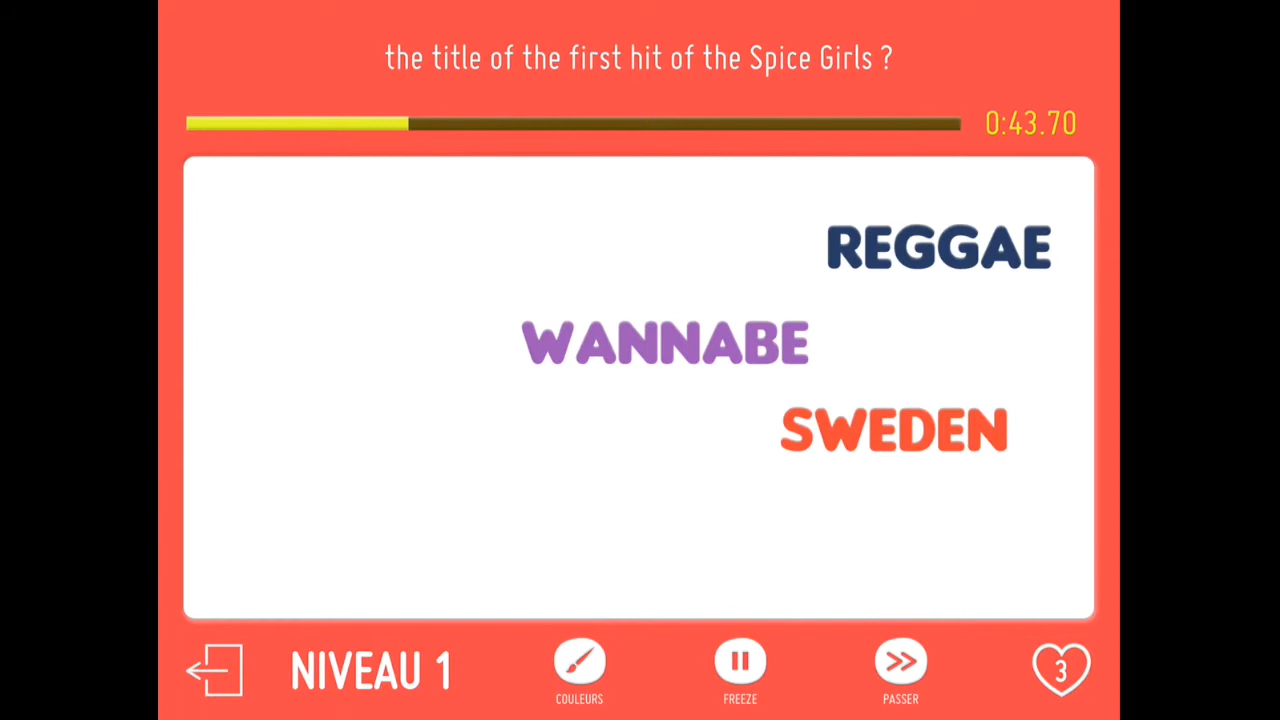 the title of the first hit of the Spice Girls ?
0:43.70
REGGAE
WANNABE
SWEDEN
NIVEAU 1
COULEURS
FREEZE
PASSER
3